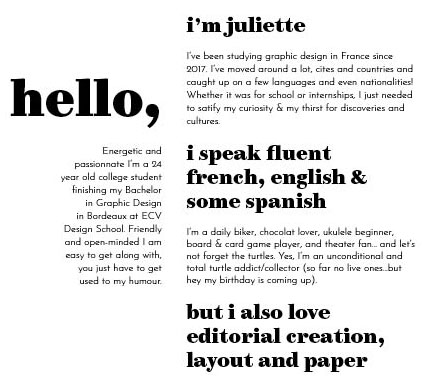 hello,
Energetic and
passionnate I'm a 24
year old college student
finishing my Bachelor
in Graphic Design
in Bordeaux at ECV
Design School. Friendly
and open-minded I am
easy to get along with,
you just have to get
used to my humour.
i'm juliette
I've been studying graphic design in France since
2017. I've moved around a lot, cites and countries and
caught up on a few languages and even nationalities!
Whether it was for school or internships, I just needed
to satify my curiosity & my thirst for discoveries and
cultures.
i speak fluent
french, english &
some spanish
I'm a daily biker, chocolat lover, ukulele beginner,
board & card game player, and theater fan... and let's
not forget the turtles. Yes, I'm an unconditional and
total turtle addict/collector (so far no live ones...but
hey my birthday is coming up).
but i also love
editorial creation,
layout and paper